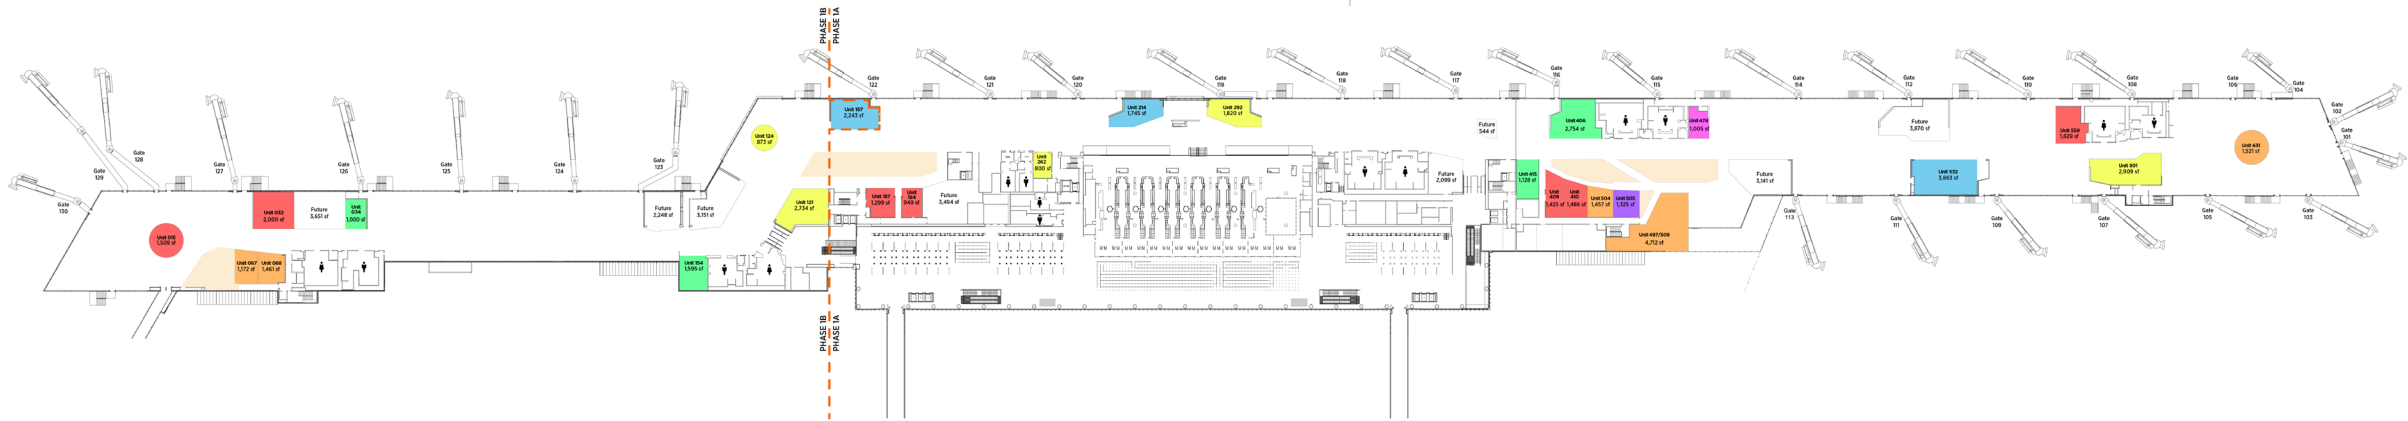 PHASE 1B
PHASE 1A
Gate
122
Gate
121
Gate
120
Gate
119
Gate
118
Gate
117
Gate
116
Gate
115
Gate
114
Gate
112
Gate
110
Gate
108
Gate
106
Gate
104
Gate
102
Gate
101
Gate
130
Gate
129
Gate
128
Gate
127
Gate
126
Gate
125
Gate
124
Gate
123
Unit 124
873 sf
Unit 157
2,243 sf
Unit 214
1,745 sf
Unit 292
1,820 sf
Future
544 sf
Unit 406
2,754 sf
Unit 476
1,005 sf
Future
3,870 sf
Unit 559
1,629 sf
Unit 631
1,521 sf
Unit 015
1,509 sf
Unit 032
2,000 sf
Future
3,651 sf
Unit
034
1,000 sf
Unit 067
1,172 sf
Unit 068
1,461 sf
Future
2,248 sf
Future
3,151 sf
Unit 154
1,595 sf
Unit 121
2,734 sf
Unit 167
1,299 sf
Unit
184
949 sf
Future
3,494 sf
Unit
262
800 sf
Future
2,099 sf
Unit 415
1,128 sf
Unit
409
1,425 sf
Unit
410
1,486 sf
Unit 504
1,457 sf
Unit 505
1,325 sf
Unit 497/508
4,712 sf
Future
3,141 sf
Unit 532
3,663 sf
Unit 601
2,909 sf
Gate
113
Gate
111
Gate
109
Gate
107
Gate
105
Gate
103
PHASE 1B
PHASE 1A